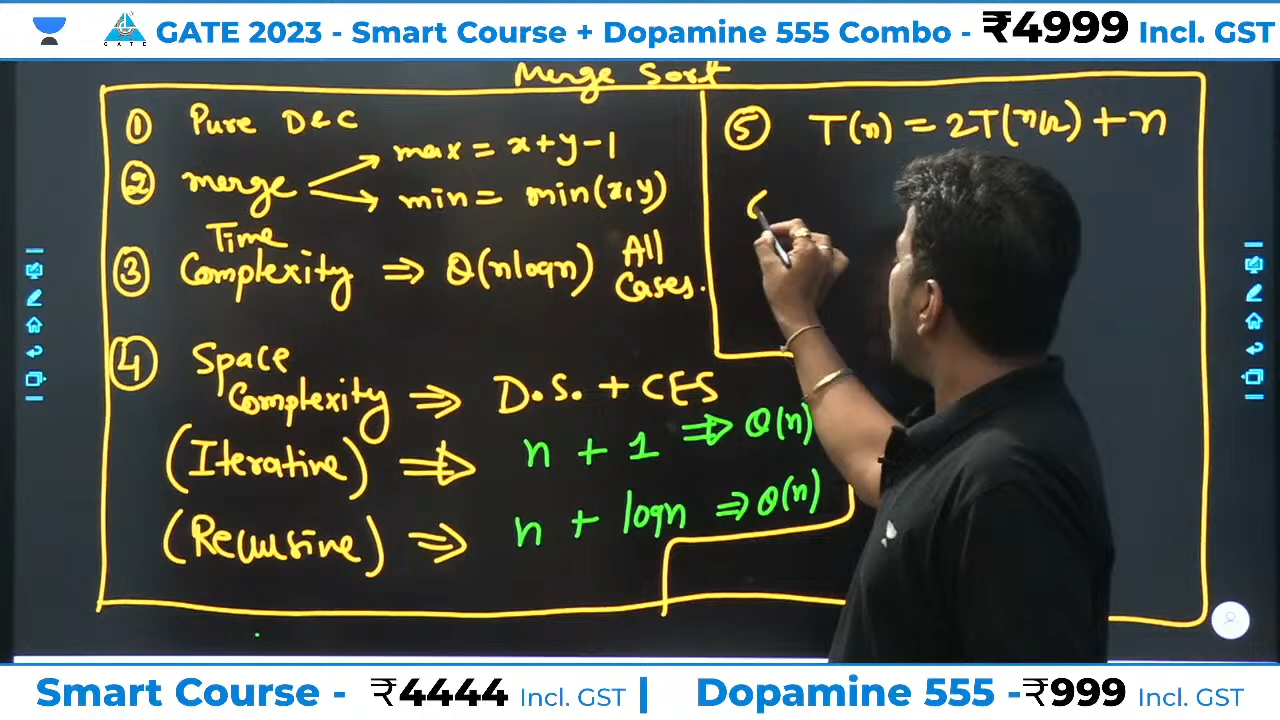 GATE 2023 - Smart Course + Dopamine 555 Combo - ₹4999 Incl. GST
GATE
Merge Sort
① Pure D&C
② merge max = x+y-1
min = min(x,y)
③ Time Complexity ⇒ θ(nlogn) All Cases.
④ Space Complexity ⇒ D.S. + CES
(Iterative) ⇒ n + 1 ⇒ θ(n)
(Recursive) ⇒ n + logn ⇒ θ(n)
⑤ T(n) = 2T(n/2) + n
Smart Course - ₹4444 Incl. GST | Dopamine 555 -₹999 Incl. GST